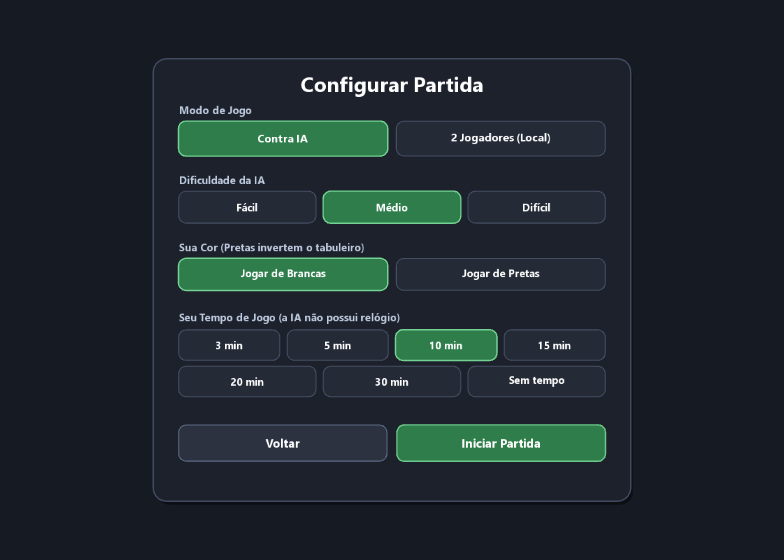 Configurar Partida
Modo de Jogo
Contra IA
2 Jogadores (Local)
Dificuldade da IA
Fácil
Médio
Difícil
Sua Cor (Pretas invertem o tabuleiro)
Jogar de Brancas
Jogar de Pretas
Seu Tempo de Jogo (a IA não possui relógio)
3 min
5 min
10 min
15 min
20 min
30 min
Sem tempo
Voltar
Iniciar Partida